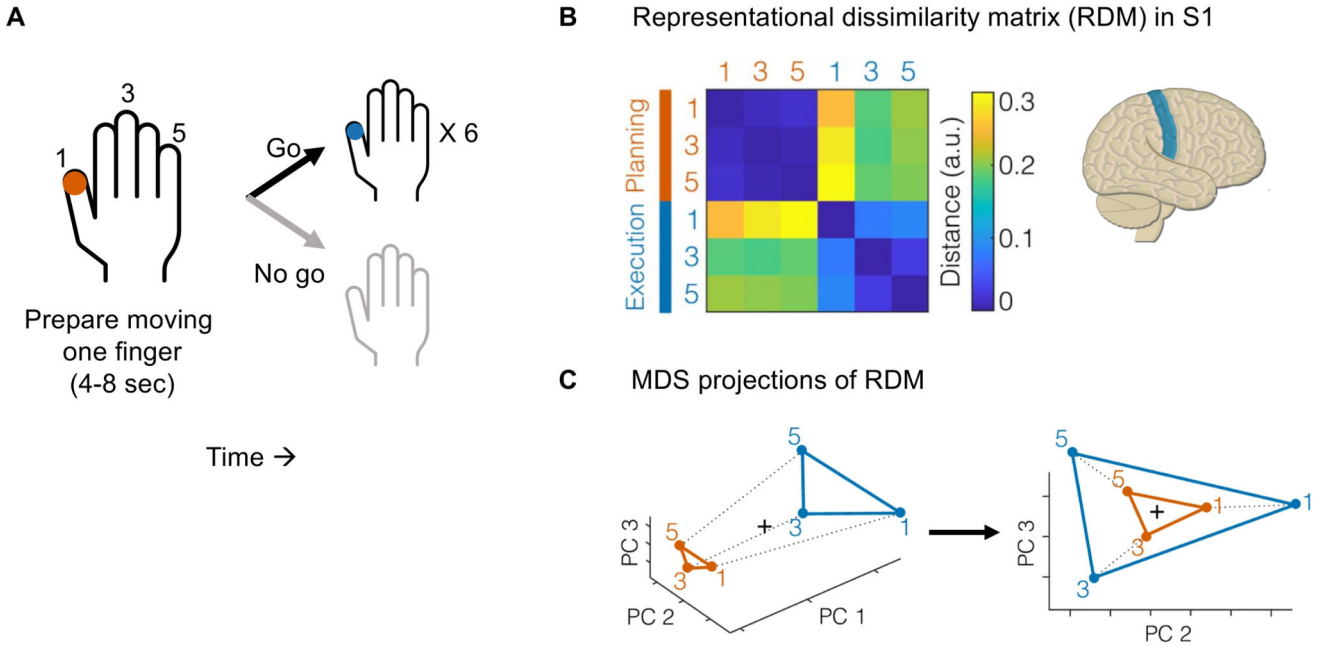 A
1
3
5
Go
X 6
No go
Prepare moving
one finger
(4-8 sec)
Time →
B Representational dissimilarity matrix (RDM) in S1
1 3 5 1 3 5
Planning
1
3
5
Execution
1
3
5
Distance (a.u.)
0.3
0.2
0.1
0
C MDS projections of RDM
5
3
1
5
3
1
PC 3
PC 2
PC 1
5
3
1
5
3
1
PC 3
PC 2